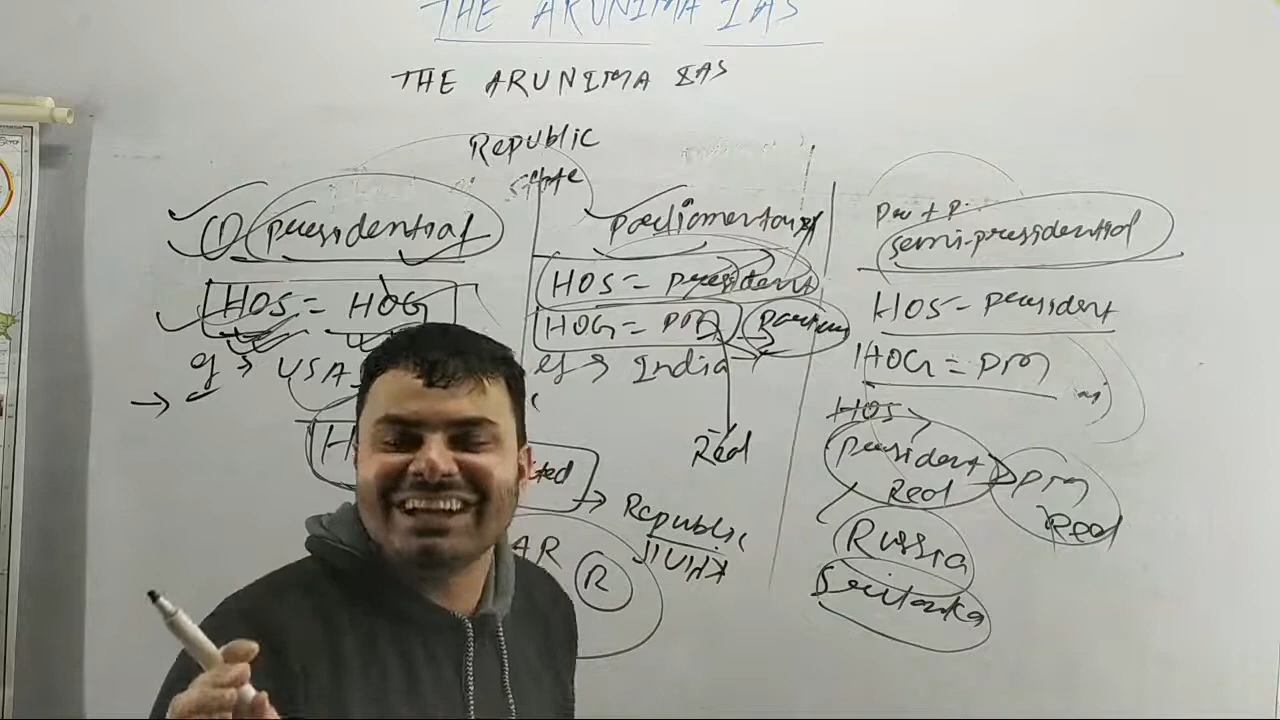 THE ARUNIMA IAS
THE ARUNIMA IAS
Republic
state
① presidential
HOS = HOG
eg → USA
parliamentary
HOS = president
HOG = PM
eg → India
Real
Republic
AR
R
semi-presidential
HOS - president
HOG = PM
HOS
president
Real
PM
Real
Russia
Srilanka